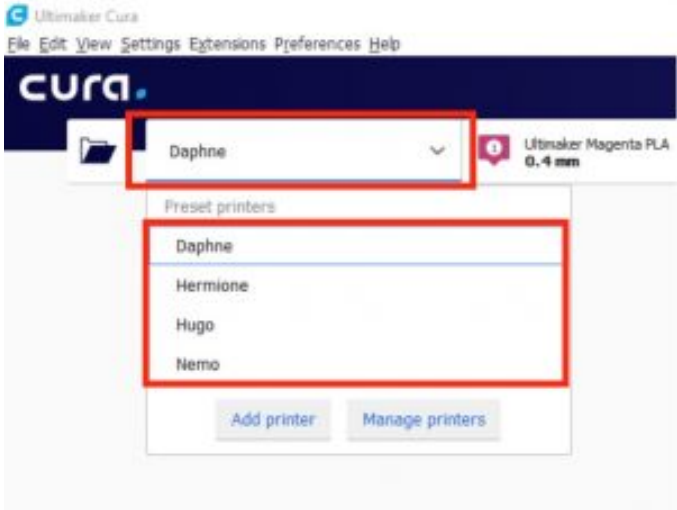 Ultimaker Cura
File Edit View Settings Extensions Preferences Help
cura.
Daphne
1
Ultimaker Magenta PLA
0.4 mm
Preset printers
Daphne
Hermione
Hugo
Nemo
Add printer Manage printers